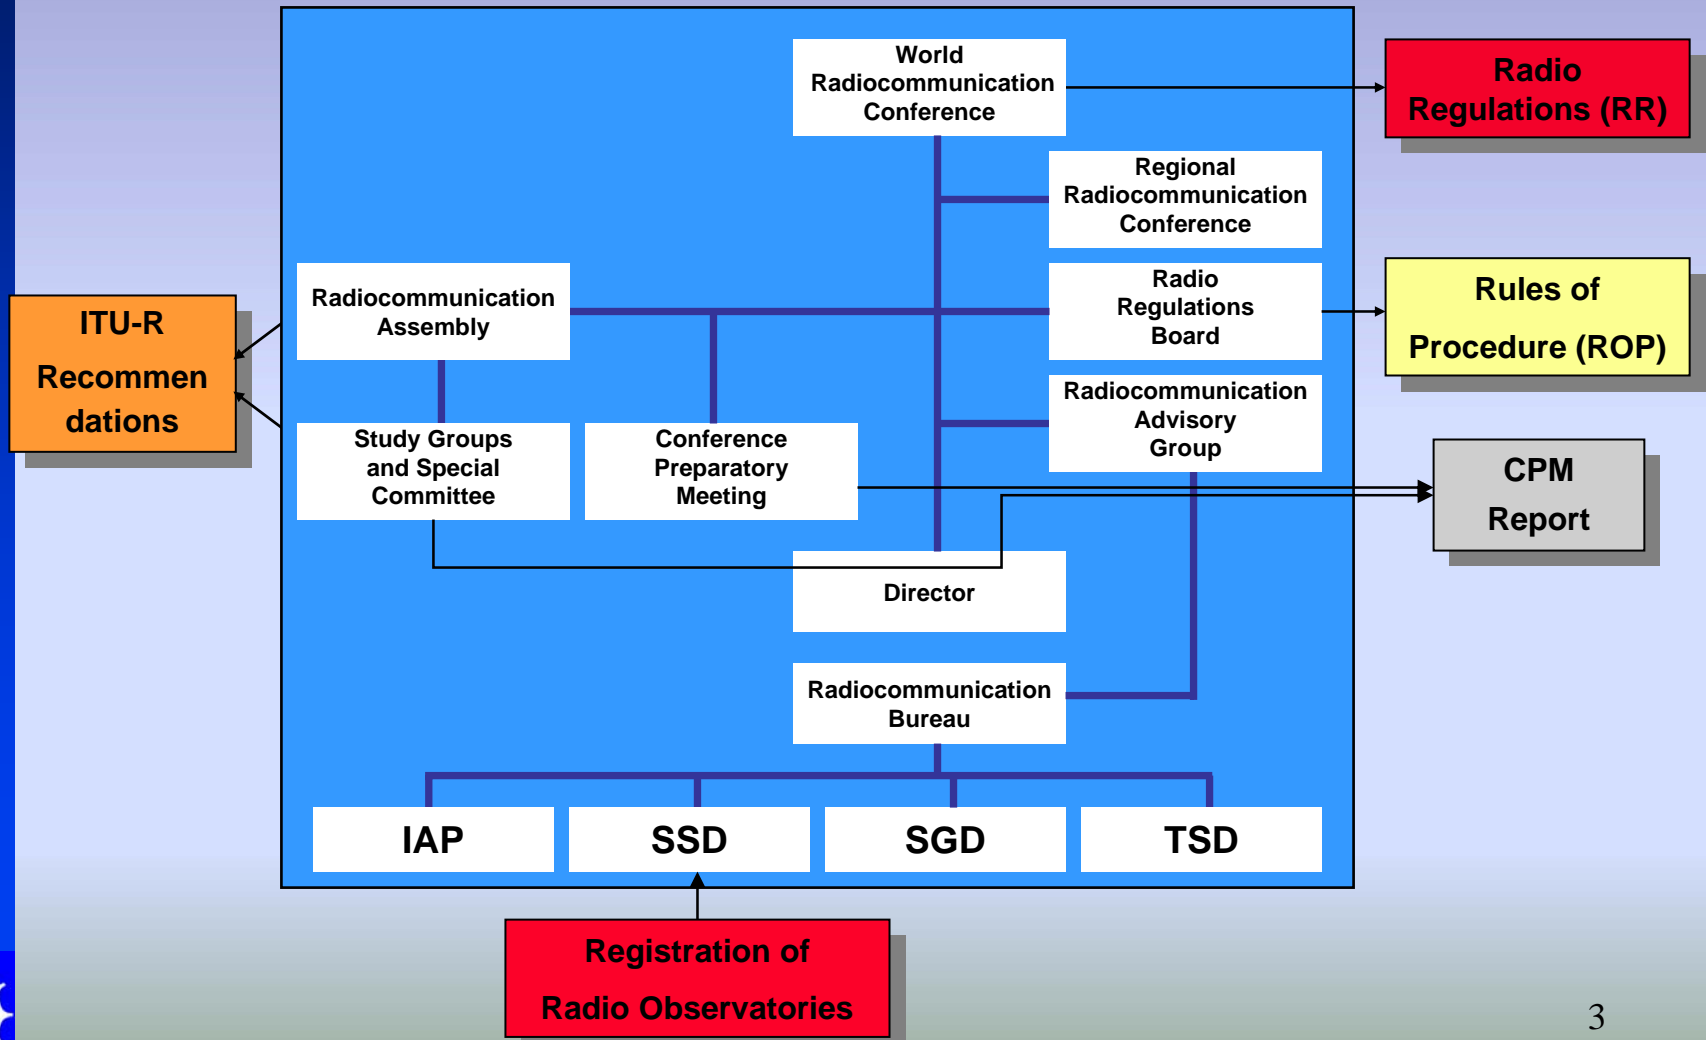 World
Radiocommunication
Conference
Radio
Regulations (RR)
Regional
Radiocommunication
Conference
Radiocommunication
Assembly
Radio
Regulations
Board
Rules of
Procedure (ROP)
ITU-R
Recommen
dations
Study Groups
and Special
Committee
Conference
Preparatory
Meeting
Radiocommunication
Advisory
Group
CPM
Report
Director
Radiocommunication
Bureau
IAP
SSD
SGD
TSD
Registration of
Radio Observatories
3